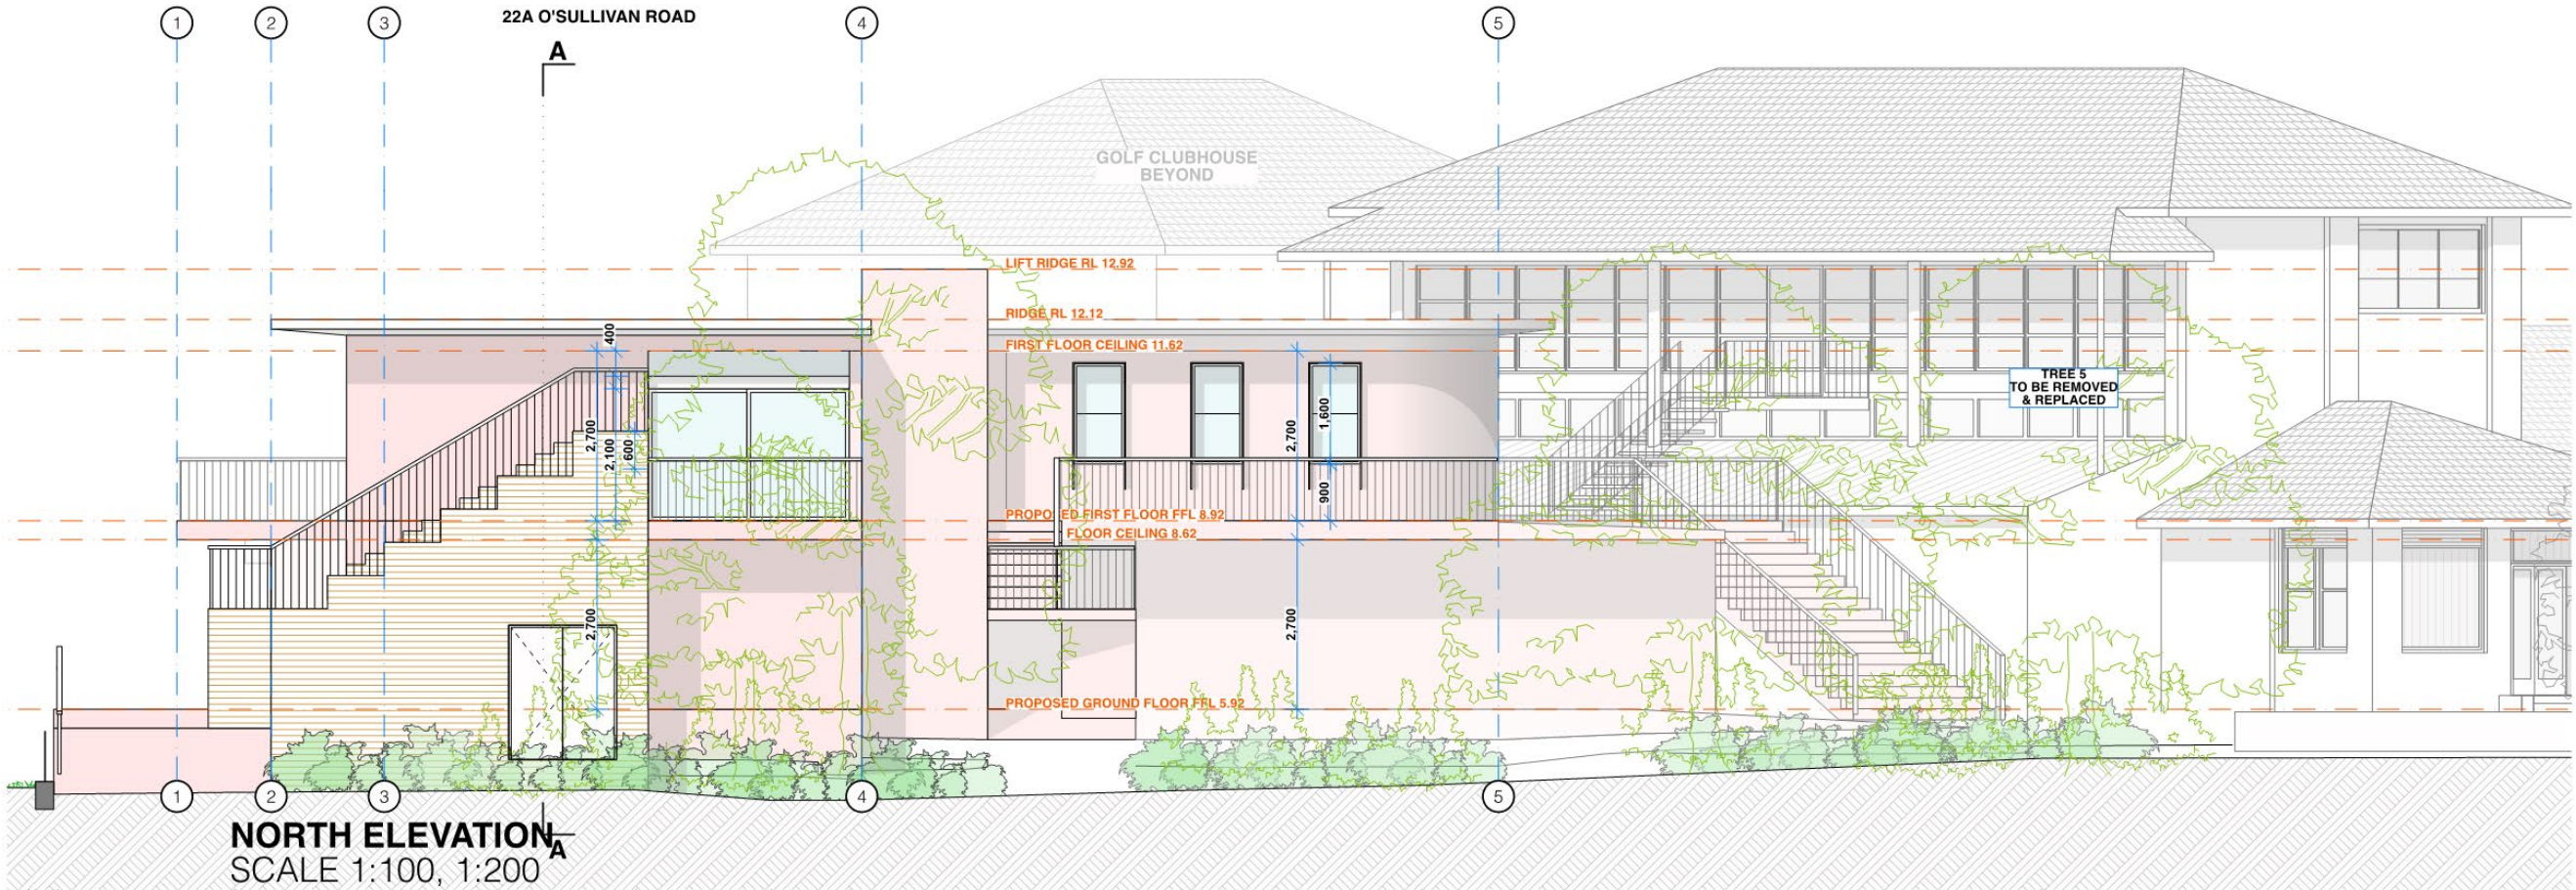 1
2
3
22A O'SULLIVAN ROAD
4
5
A
GOLF CLUBHOUSE
BEYOND
LIFT RIDGE RL 12.92
RIDGE RL 12.12
400
FIRST FLOOR CEILING 11.62
TREE 5
TO BE REMOVED
& REPLACED
2,700
2,100
600
2,700
1,600
900
PROPO ED FIRST FLOOR FFL 8.92
FLOOR CEILING 8.62
2,700
2,700
PROPOSED GROUND FLOOR FFL 5.92
1
2
3
4
5
NORTH ELEVATION
A
SCALE 1:100, 1:200